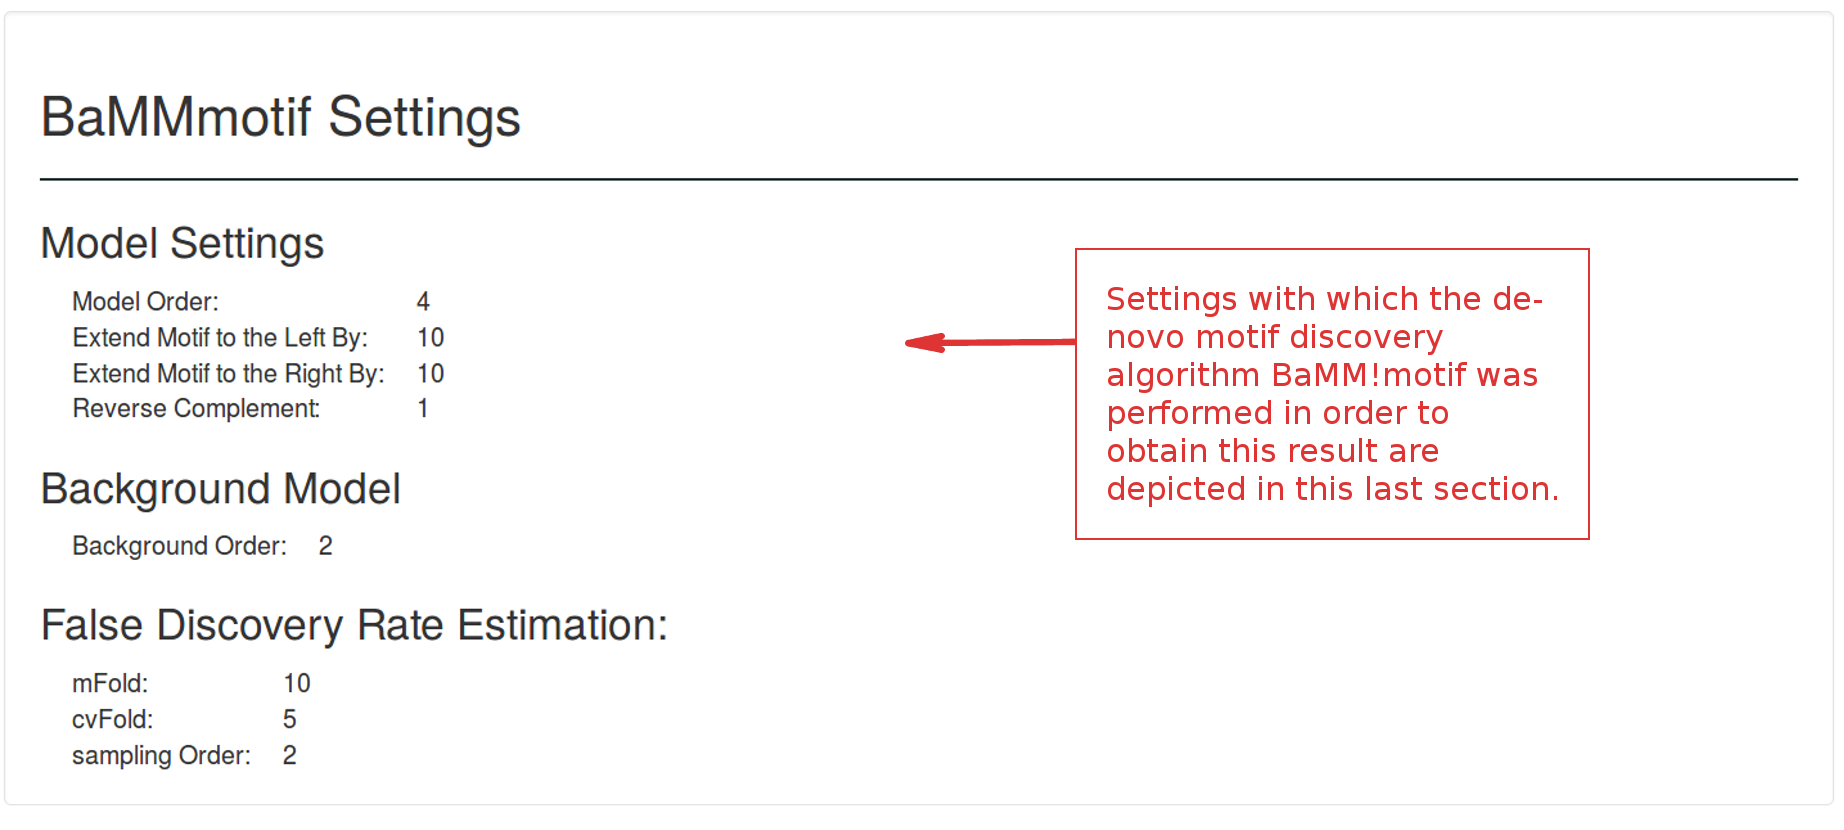 BaMMmotif Settings
Model Settings
Model Order: 4
Extend Motif to the Left By: 10
Extend Motif to the Right By: 10
Reverse Complement: 1
Background Model
Background Order: 2
False Discovery Rate Estimation:
mFold: 10
cvFold: 5
sampling Order: 2
Settings with which the de-
novo motif discovery
algorithm BaMM!motif was
performed in order to
obtain this result are
depicted in this last section.